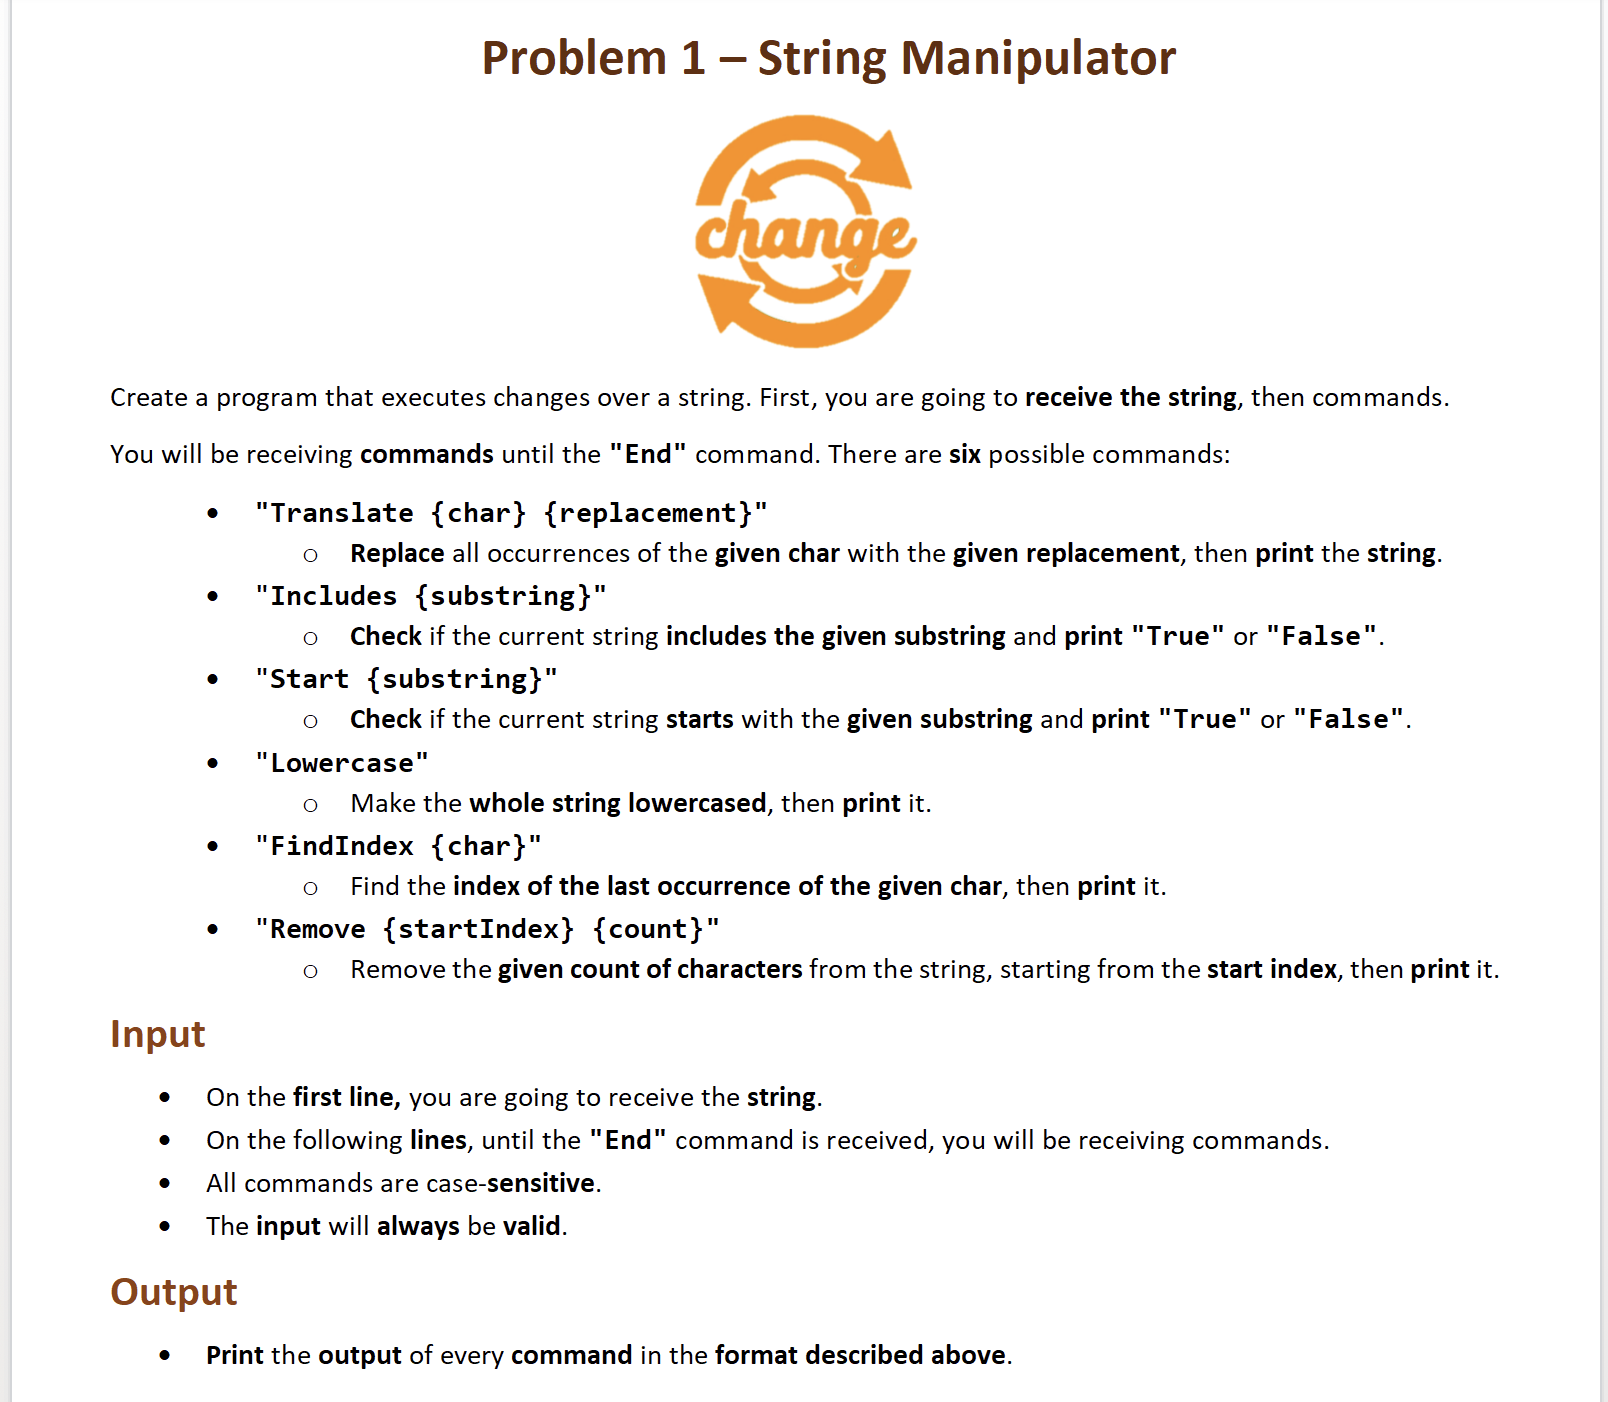 Problem 1 – String Manipulator
change
Create a program that executes changes over a string. First, you are going to receive the string, then commands.
You will be receiving commands until the "End" command. There are six possible commands:
• "Translate {char} {replacement}"
o Replace all occurrences of the given char with the given replacement, then print the string.
• "Includes {substring}"
o Check if the current string includes the given substring and print "True" or "False".
• "Start {substring}"
o Check if the current string starts with the given substring and print "True" or "False".
• "Lowercase"
o Make the whole string lowercased, then print it.
• "FindIndex {char}"
o Find the index of the last occurrence of the given char, then print it.
• "Remove {startIndex} {count}"
o Remove the given count of characters from the string, starting from the start index, then print it.
Input
• On the first line, you are going to receive the string.
• On the following lines, until the "End" command is received, you will be receiving commands.
• All commands are case-sensitive.
• The input will always be valid.
Output
• Print the output of every command in the format described above.